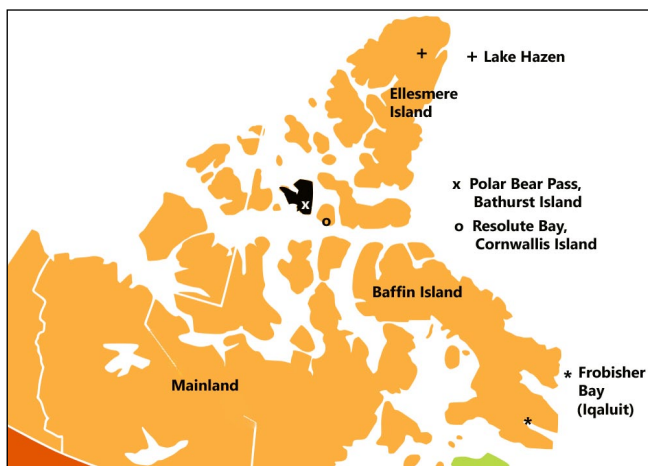 + + Lake Hazen
Ellesmere
Island
x Polar Bear Pass,
Bathurst Island
x
o Resolute Bay,
Cornwallis Island
o
Baffin Island
Mainland
* Frobisher
Bay
(Iqaluit)
*